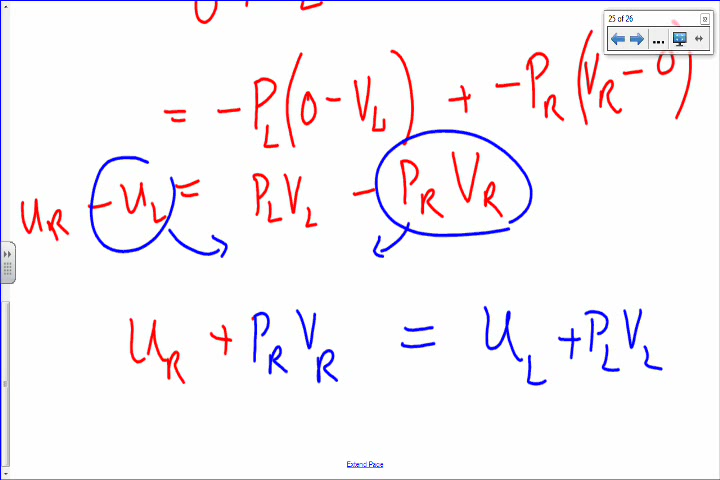 25 of 26
= -P_L(0 - V_L) + -P_R(V_R - 0)
U_R - U_L = P_L V_L - P_R V_R
U_R + P_R V_R = U_L + P_L V_L
Extend Page